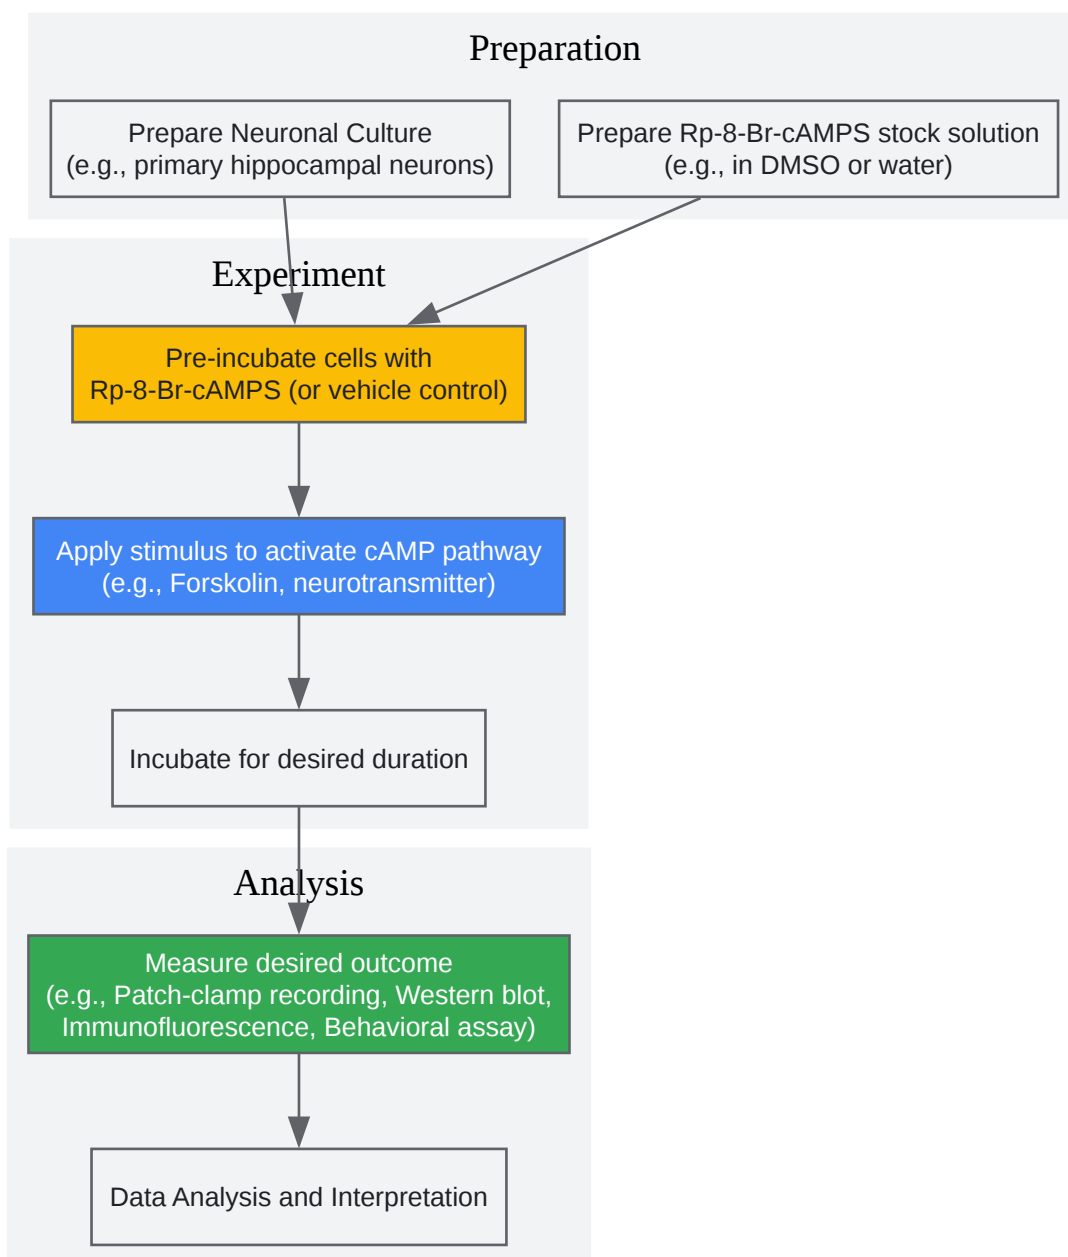 Preparation
Prepare Neuronal Culture
(e.g., primary hippocampal neurons)
Prepare Rp-8-Br-cAMPS stock solution
(e.g., in DMSO or water)
Experiment
Pre-incubate cells with
Rp-8-Br-cAMPS (or vehicle control)
Apply stimulus to activate cAMP pathway
(e.g., Forskolin, neurotransmitter)
Incubate for desired duration
Analysis
Measure desired outcome
(e.g., Patch-clamp recording, Western blot,
Immunofluorescence, Behavioral assay)
Data Analysis and Interpretation